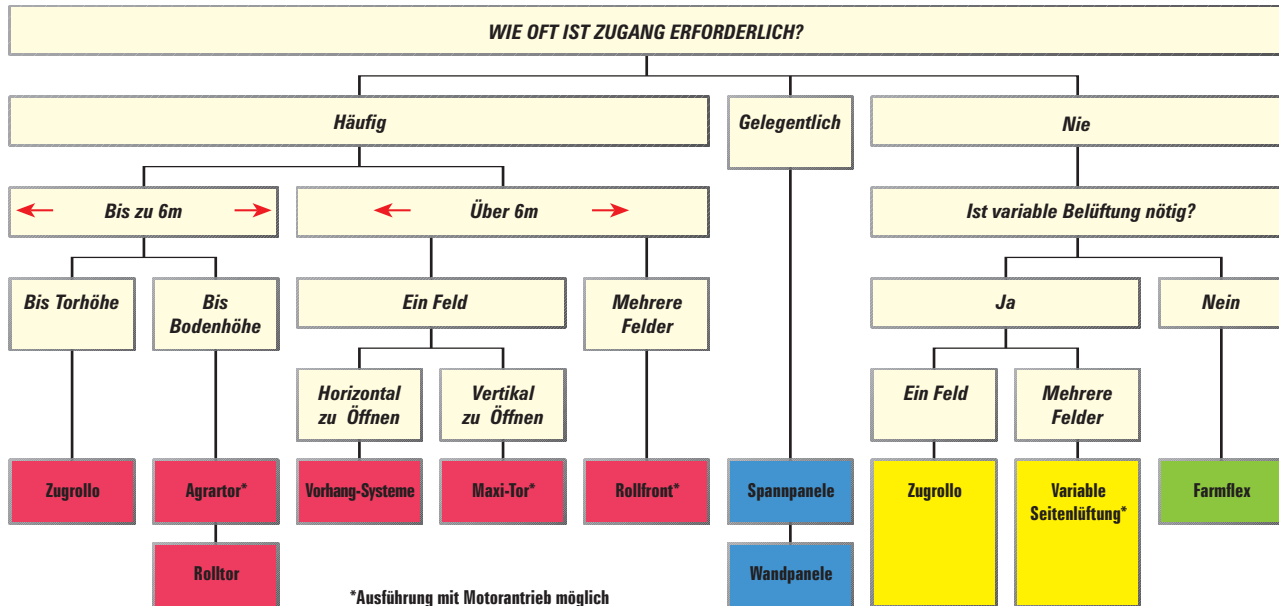 WIE OFT IST ZUGANG ERFORDERLICH?
Häufig
Gelegentlich
Nie
Bis zu 6m
Über 6m
Ist variable Belüftung nötig?
Bis Torhöhe
Bis
Bodenhöhe
Ein Feld
Mehrere
Felder
Ja
Nein
Horizontal
zu Öffnen
Vertikal
zu Öffnen
Ein Feld
Mehrere
Felder
Zugrollo
Agrartor*
Vorhang-Systeme
Maxi-Tor*
Rollfront*
Spannpanele
Zugrollo
Variable
Seitenlüftung*
Farmflex
Rolltor
Wandpanele
*Ausführung mit Motorantrieb möglich